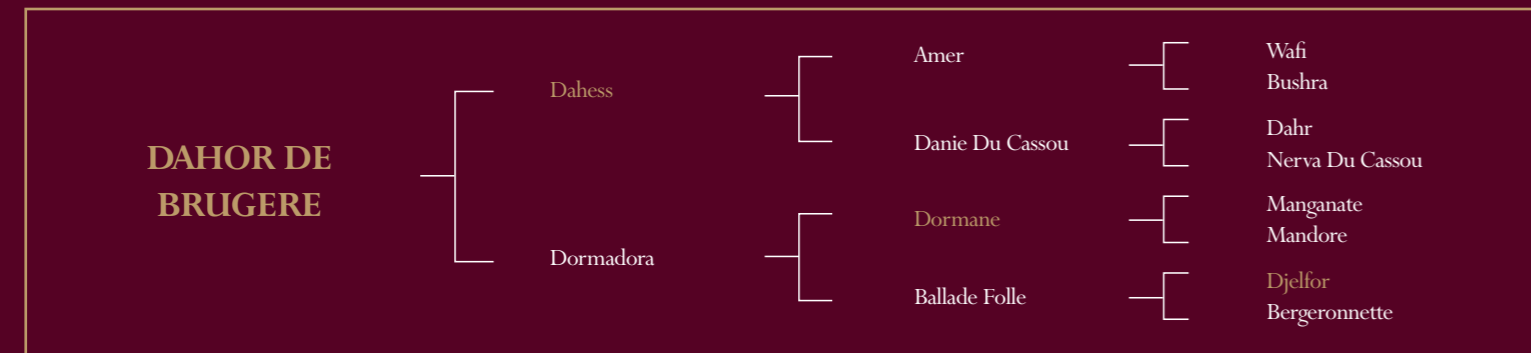 DAHOR DE
BRUGERE
Dahess
Dormadora
Amer
Danie Du Cassou
Dormane
Ballade Folle
Wafi
Bushra
Dahr
Nerva Du Cassou
Manganate
Mandore
Djelfor
Bergeronnette